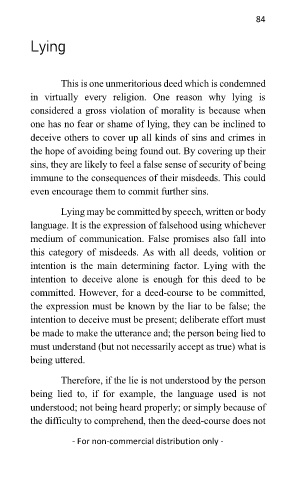 84
Lying
This is one unmeritorious deed which is condemned
in virtually every religion. One reason why lying is
considered a gross violation of morality is because when
one has no fear or shame of lying, they can be inclined to
deceive others to cover up all kinds of sins and crimes in
the hope of avoiding being found out. By covering up their
sins, they are likely to feel a false sense of security of being
immune to the consequences of their misdeeds. This could
even encourage them to commit further sins.
Lying may be committed by speech, written or body
language. It is the expression of falsehood using whichever
medium of communication. False promises also fall into
this category of misdeeds. As with all deeds, volition or
intention is the main determining factor. Lying with the
intention to deceive alone is enough for this deed to be
committed. However, for a deed-course to be committed,
the expression must be known by the liar to be false; the
intention to deceive must be present; deliberate effort must
be made to make the utterance and; the person being lied to
must understand (but not necessarily accept as true) what is
being uttered.
Therefore, if the lie is not understood by the person
being lied to, if for example, the language used is not
understood; not being heard properly; or simply because of
the difficulty to comprehend, then the deed-course does not
- For non-commercial distribution only -